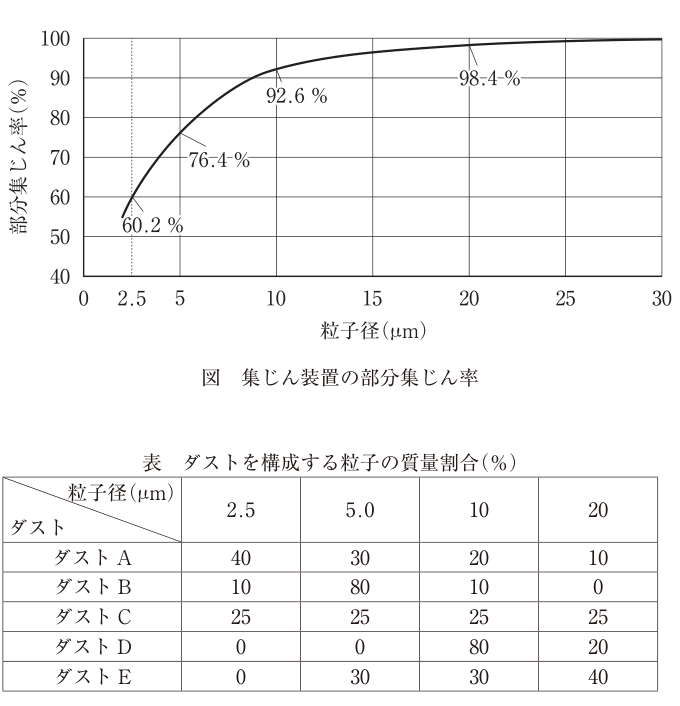 部分集じん率(%)
100
90
80
70
60
50
40
98.4 %
92.6 %
76.4 %
60.2 %
0 2.5 5 10 15 20 25 30
粒子径(μm)
図　集じん装置の部分集じん率
表　ダストを構成する粒子の質量割合(%)
粒子径(μm) 2.5 5.0 10 20
ダスト
ダスト A 40 30 20 10
ダスト B 10 80 10 0
ダスト C 25 25 25 25
ダスト D 0 0 80 20
ダスト E 0 30 30 40